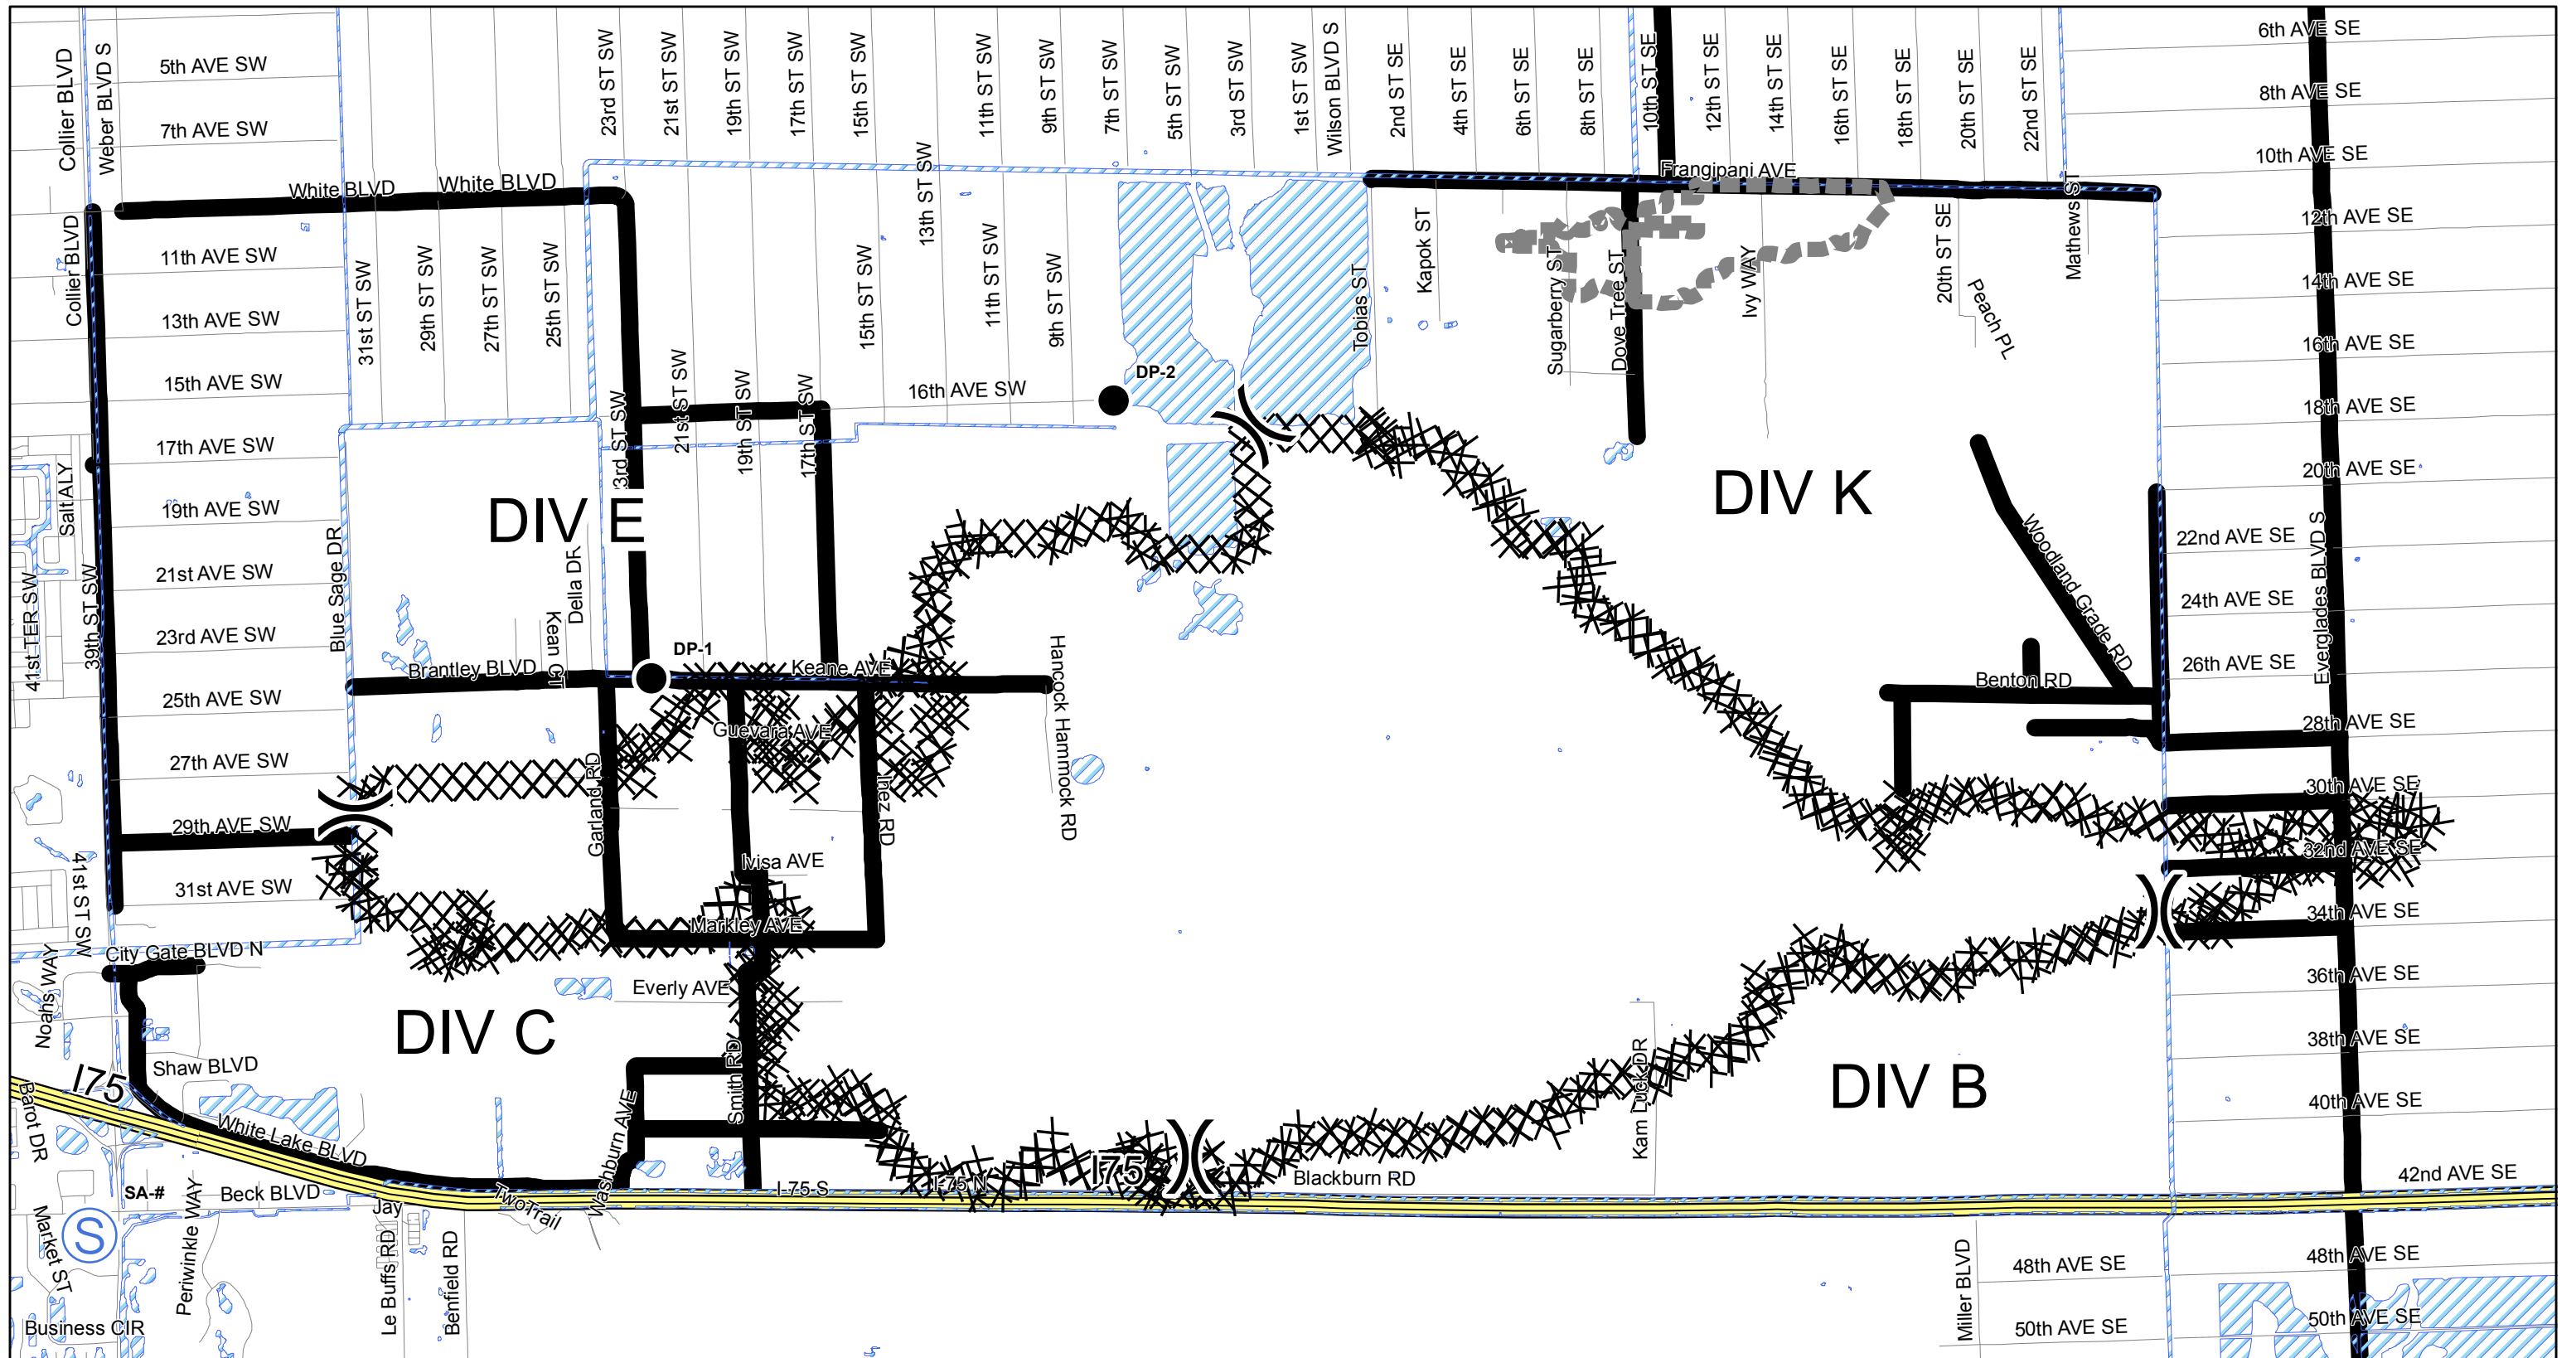 Collier BLVD
Weber BLVD S
5th AVE SW
7th AVE SW
23rd ST SW
21st ST SW
19th ST SW
17th ST SW
15th ST SW
11th ST SW
9th ST SW
7th ST SW
5th ST SW
3rd ST SW
1st ST SW
Wilson BLVD S
2nd ST SE
4th ST SE
6th ST SE
8th ST SE
10th ST SE
12th ST SE
14th ST SE
16th ST SE
18th ST SE
20th ST SE
22nd ST SE
6th AVE SE
8th AVE SE
10th AVE SE
White BLVD
White BLVD
13th ST SW
Frangipani AVE
Mathews ST
12th AVE SE
Collier BLVD
11th AVE SW
13th AVE SW
15th AVE SW
31st ST SW
29th ST SW
27th ST SW
25th ST SW
15th ST SW
11th ST SW
9th ST SW
Tobias ST
Kapok ST
Sugarberry ST
Dove Tree ST
Ivy WAY
20th ST SE
Peach PL
14th AVE SE
16th AVE SE
18th AVE SE
20th AVE SE
DP-2
16th AVE SW
23rd ST SW
21st ST SW
19th ST SW
17th ST SW
17th AVE SW
19th AVE SW
21st AVE SW
23rd AVE SW
25th AVE SW
27th AVE SW
29th AVE SW
31st AVE SW
Salt ALY
41st TER SW
39th ST SW
41st ST SW
DIV E
DIV K
Blue Sage DR
Della DR
Kean CT
DP-1
Brantley BLVD
Keane AVE
Hancock Hammock RD
Guevara AVE
Garland RD
Inez RD
Ivisa AVE
Markley AVE
Woodland Grade RD
Benton RD
22nd AVE SE
24th AVE SE
26th AVE SE
28th AVE SE
Everglades BLVD S
30th AVE SE
32nd AVE SE
34th AVE SE
36th AVE SE
38th AVE SE
40th AVE SE
42nd AVE SE
City Gate BLVD N
Noahs WAY
Everly AVE
DIV C
DIV B
Shaw BLVD
I75
Barot DR
White Lake BLVD
Washburn AVE
Smith RD
Kam Luck DR
I75
I-75 S
I-75 N
Blackburn RD
SA-#
Beck BLVD
Jay
TwoTrail
S
Market ST
Periwinkle WAY
Le Buffs RD
Benfield RD
Business CIR
Miller BLVD
48th AVE SE
48th AVE SE
50th AVE SE
50th AVE SE